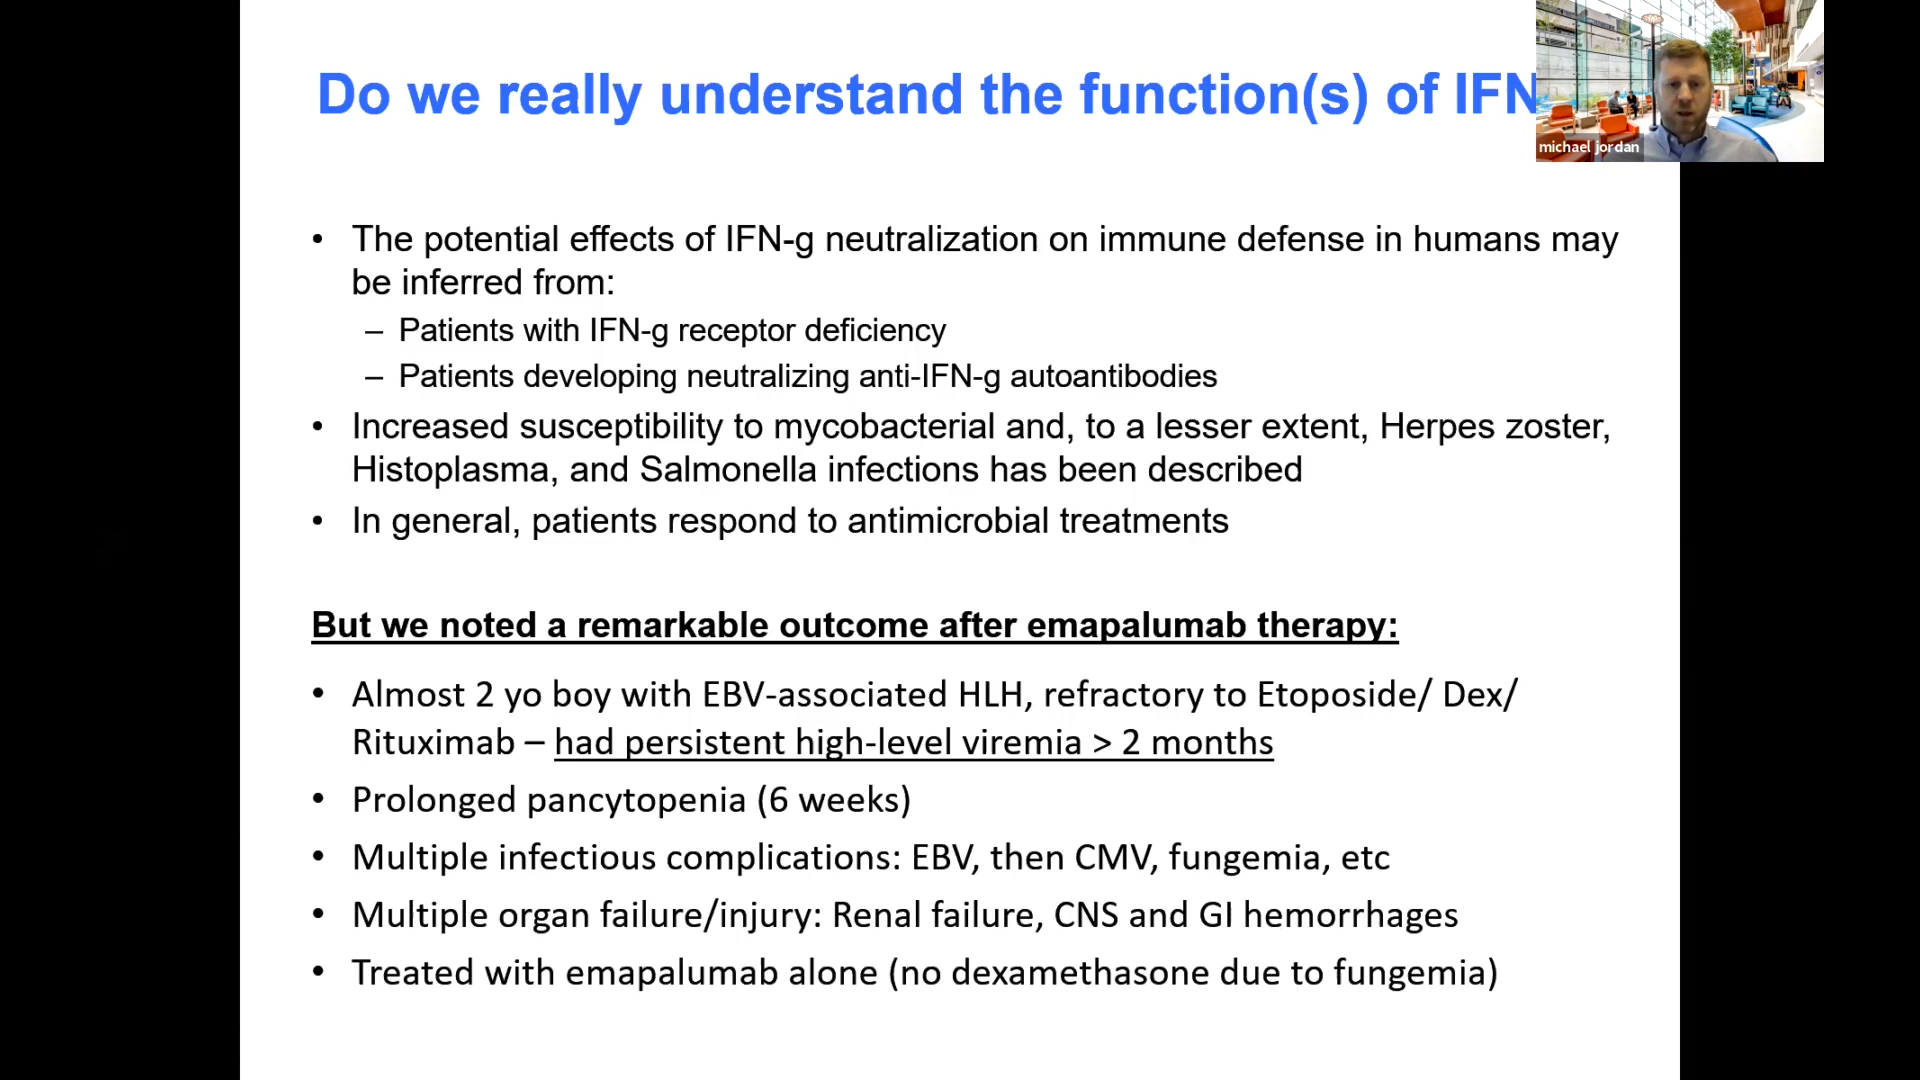 Do we really understand the function(s) of IFN
michael jordan
• The potential effects of IFN-g neutralization on immune defense in humans may
be inferred from:
– Patients with IFN-g receptor deficiency
– Patients developing neutralizing anti-IFN-g autoantibodies
• Increased susceptibility to mycobacterial and, to a lesser extent, Herpes zoster,
Histoplasma, and Salmonella infections has been described
• In general, patients respond to antimicrobial treatments
But we noted a remarkable outcome after emapalumab therapy:
• Almost 2 yo boy with EBV-associated HLH, refractory to Etoposide/ Dex/
Rituximab – had persistent high-level viremia > 2 months
• Prolonged pancytopenia (6 weeks)
• Multiple infectious complications: EBV, then CMV, fungemia, etc
• Multiple organ failure/injury: Renal failure, CNS and GI hemorrhages
• Treated with emapalumab alone (no dexamethasone due to fungemia)